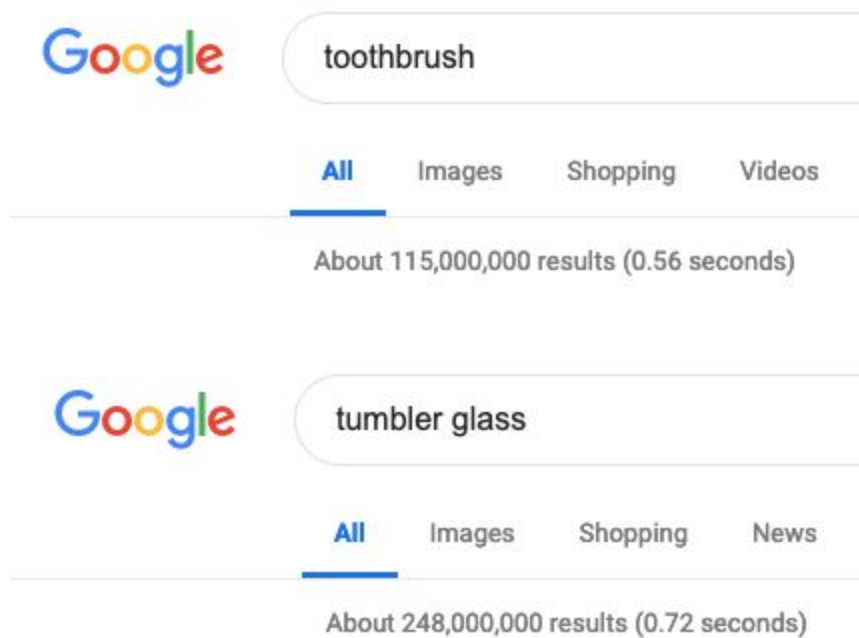 Google toothbrush
All Images Shopping Videos
About 115,000,000 results (0.56 seconds)
Google tumbler glass
All Images Shopping News
About 248,000,000 results (0.72 seconds)